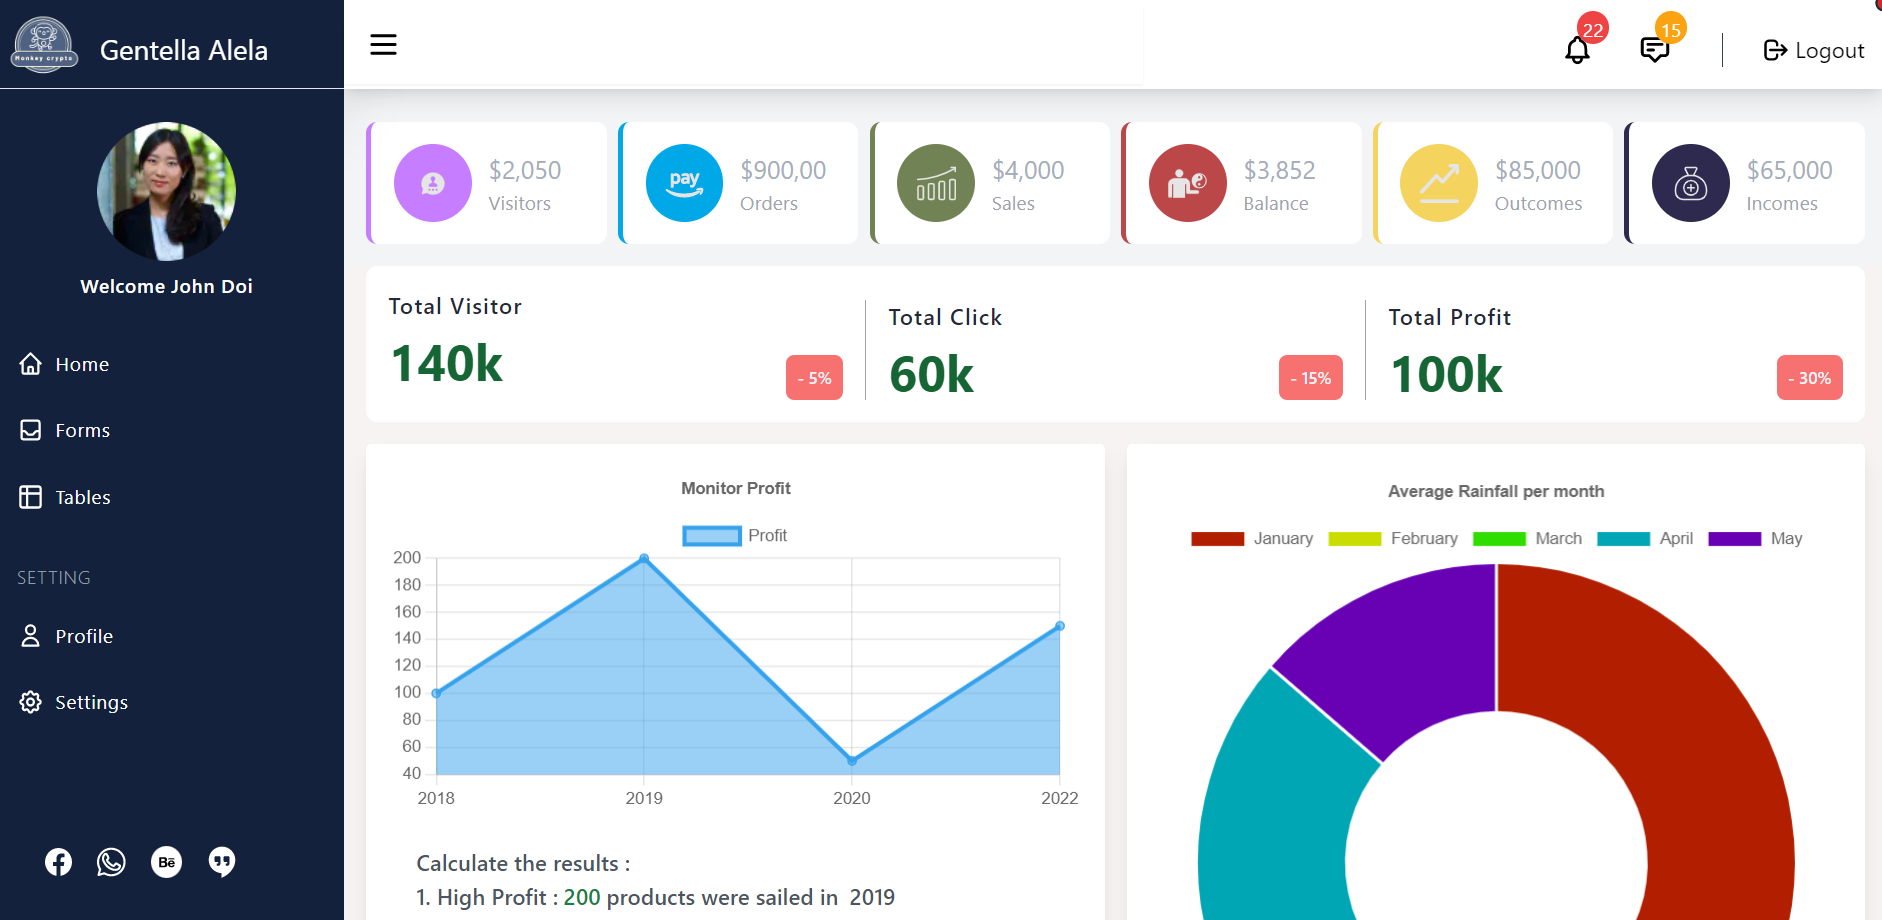 Monkey crypto
Gentella Alela
22
15
Logout
Welcome John Doi
Home
Forms
Tables
SETTING
Profile
Settings
Bē
$2,050
Visitors
pay
$900,00
Orders
$4,000
Sales
$3,852
Balance
$85,000
Outcomes
$65,000
Incomes
Total Visitor
140k
- 5%
Total Click
60k
- 15%
Total Profit
100k
- 30%
Monitor Profit
Profit
200
180
160
140
120
100
80
60
40
2018 2019 2020 2022
Calculate the results :
1. High Profit : 200 products were sailed in 2019
Average Rainfall per month
January February March April May